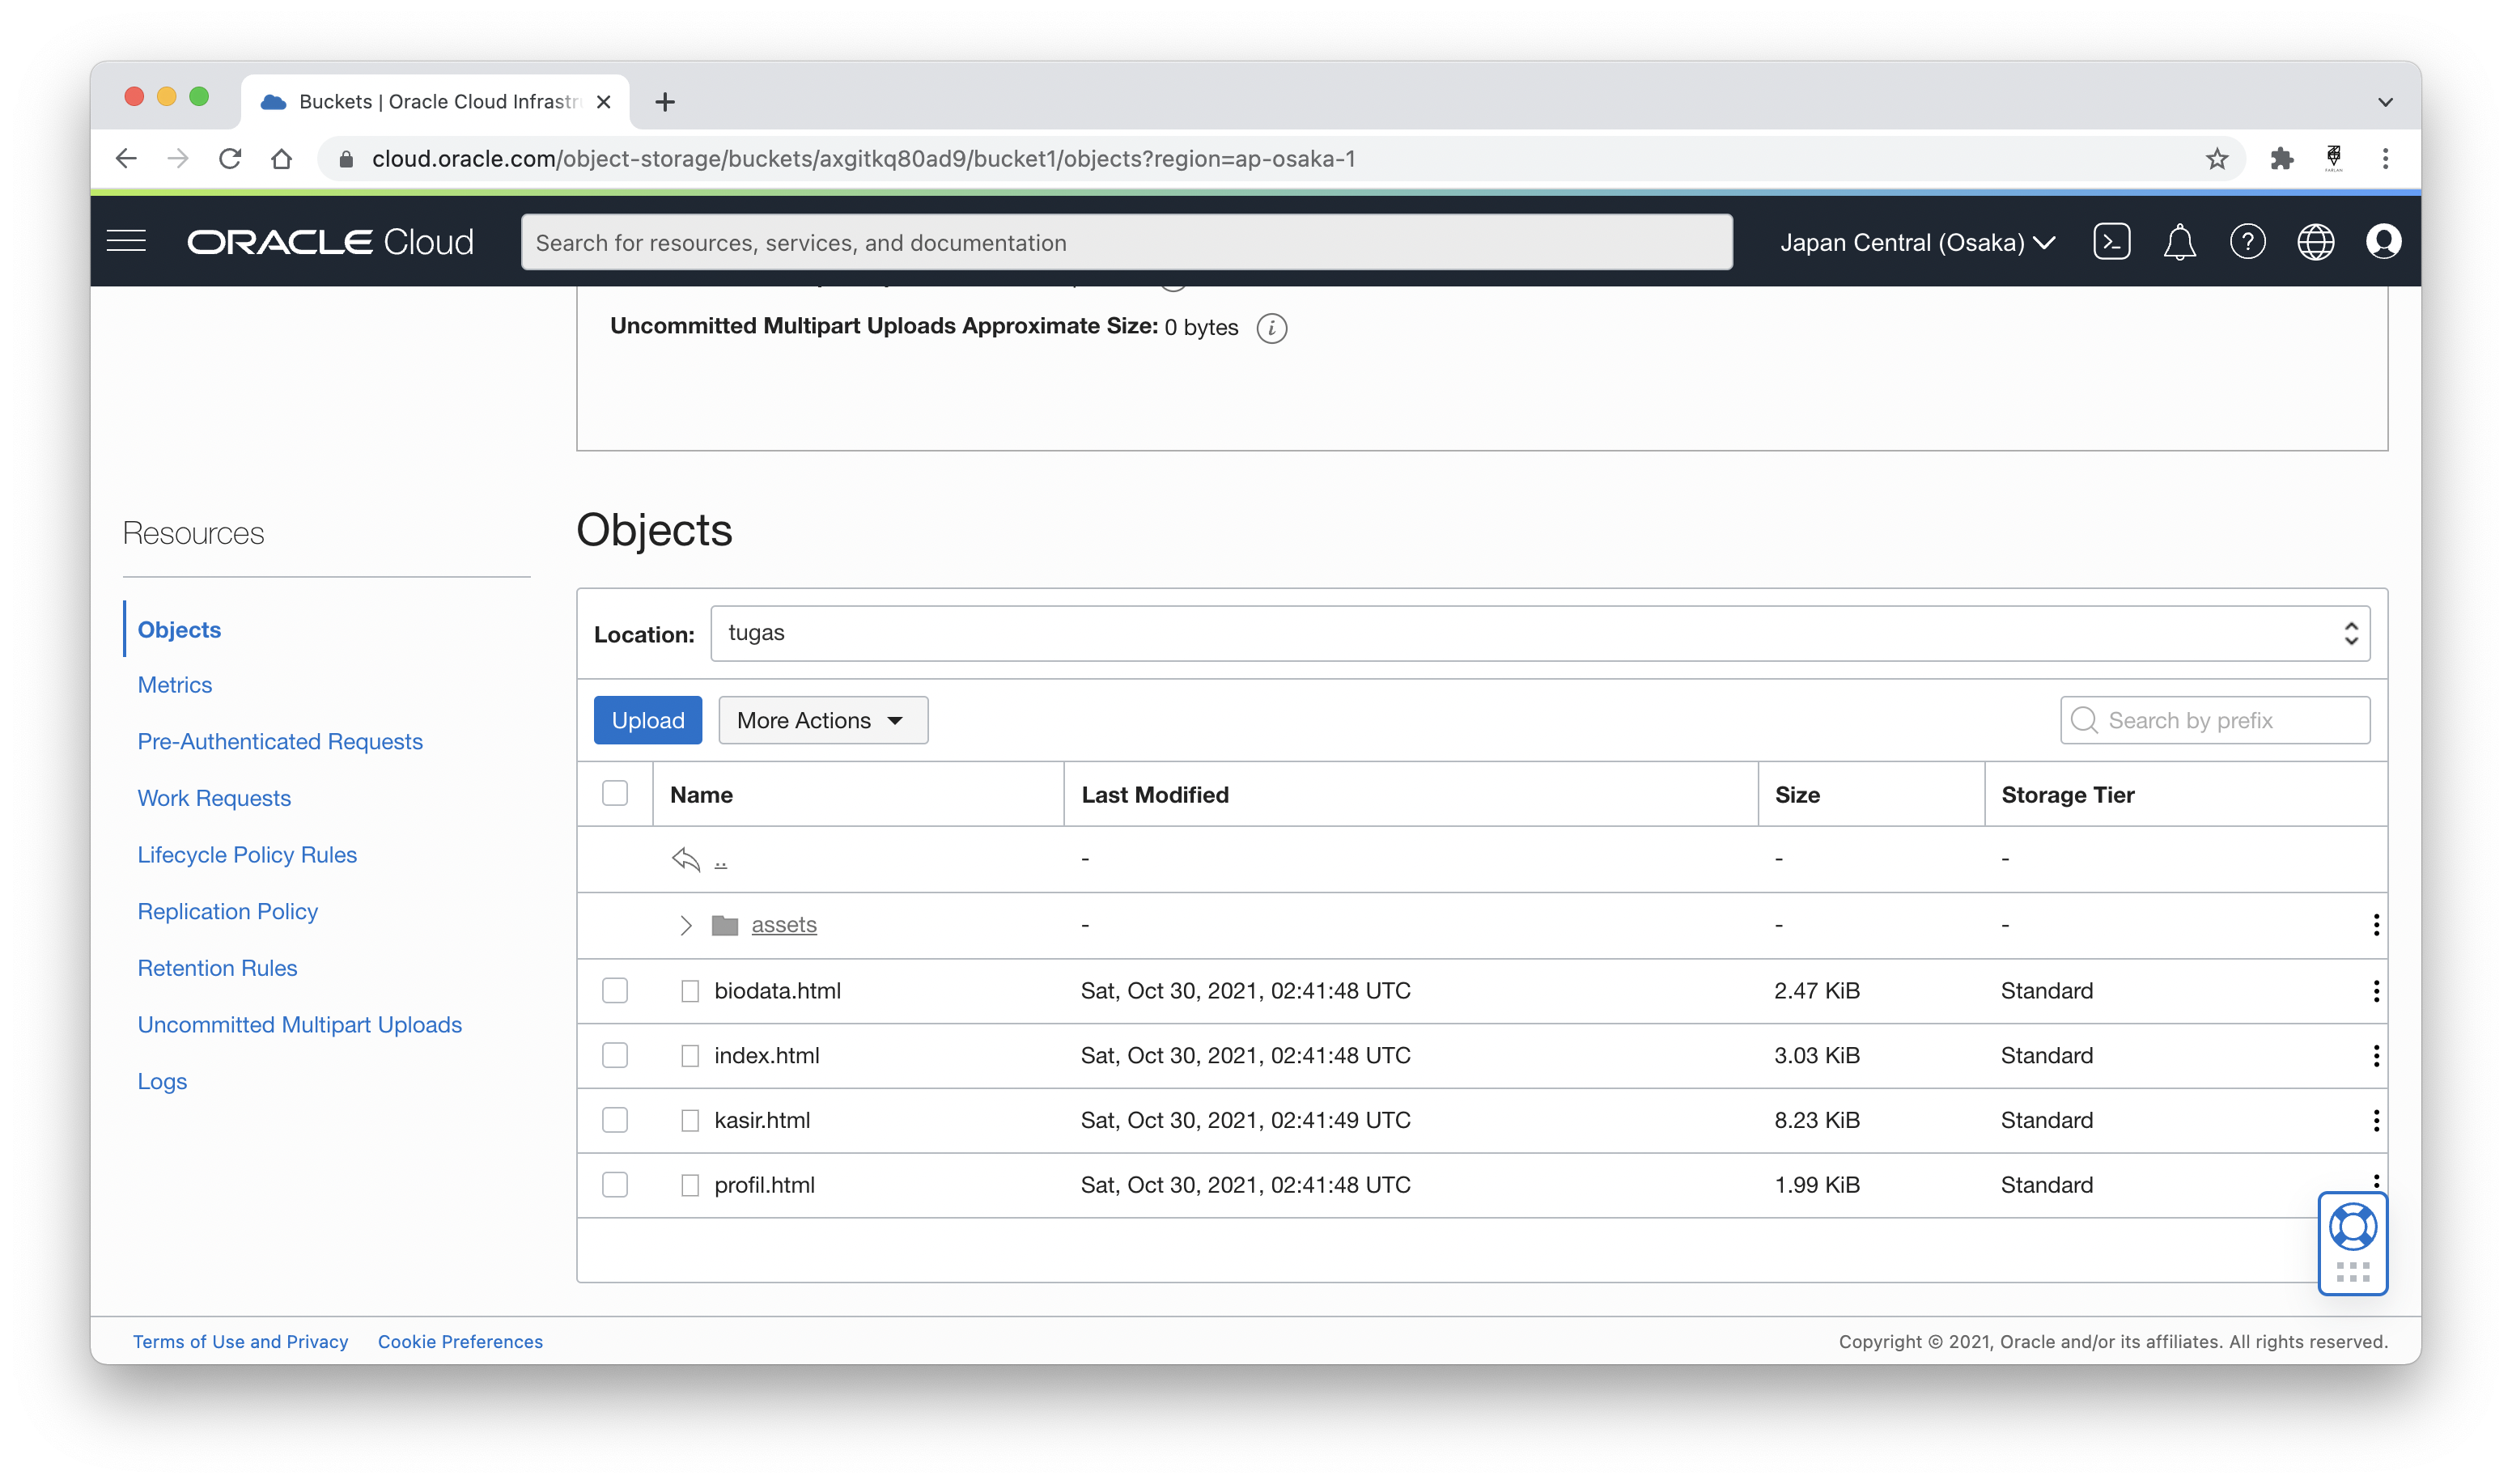 Buckets | Oracle Cloud Infrastr
cloud.oracle.com/object-storage/buckets/axgitkq80ad9/bucket1/objects?region=ap-osaka-1
ORACLE Cloud
Search for resources, services, and documentation
Japan Central (Osaka)
Uncommitted Multipart Uploads Approximate Size: 0 bytes
Resources
Objects
Metrics
Pre-Authenticated Requests
Work Requests
Lifecycle Policy Rules
Replication Policy
Retention Rules
Uncommitted Multipart Uploads
Logs
Objects
Location: tugas
Upload More Actions Search by prefix
Name Last Modified Size Storage Tier
.. - - -
assets - - -
biodata.html Sat, Oct 30, 2021, 02:41:48 UTC 2.47 KiB Standard
index.html Sat, Oct 30, 2021, 02:41:48 UTC 3.03 KiB Standard
kasir.html Sat, Oct 30, 2021, 02:41:49 UTC 8.23 KiB Standard
profil.html Sat, Oct 30, 2021, 02:41:48 UTC 1.99 KiB Standard
Terms of Use and Privacy Cookie Preferences Copyright © 2021, Oracle and/or its affiliates. All rights reserved.